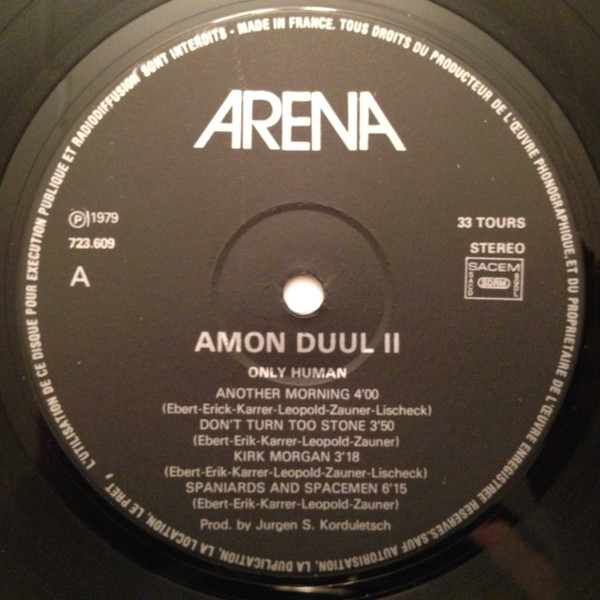 SONT INTERDITS - MADE IN FRANCE. TOUS DROITS DU PRODUCTEUR DE L'ŒUVRE PHONOGRAPHIQUE ET DU PROPRIETAIRE DE L'ŒUVRE ENREGISTREE RESERVES. SAUF AUTORISATION, LA DUPLICATION, LA LOCATION, LE PRET, L'UTILISATION DE CE DISQUE POUR EXECUTION PUBLIQUE ET RADIODIFFUSION
ARENA
Ⓟ 1979
33 TOURS
723.609
STEREO
A
SACEM
SACD
SDRM
SGDL
AMON DUUL II
ONLY HUMAN
ANOTHER MORNING 4'00
(Ebert-Erick-Karrer-Leopold-Zauner-Lischeck)
DON'T TURN TOO STONE 3'50
(Ebert-Erik-Karrer-Leopold-Zauner)
KIRK MORGAN 3'18
(Ebert-Erik-Karrer-Leopold-Zauner-Lischeck)
SPANIARDS AND SPACEMEN 6'15
(Ebert-Erik-Karrer-Leopold-Zauner)
Prod. by Jurgen S. Korduletsch